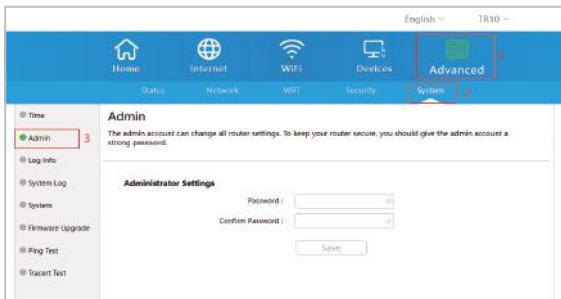 English TR10
Home Internet WiFi Devices Advanced 1
Status Network WiFi Security System 2
Time
Admin 3
Log Info
System Log
System
Firmware Upgrade
Ping Test
Tracert Test
Admin
The admin account can change all router settings. To keep your router secure, you should give the admin account a
strong password.
Administrator Settings
Password :
Confirm Password :
Save